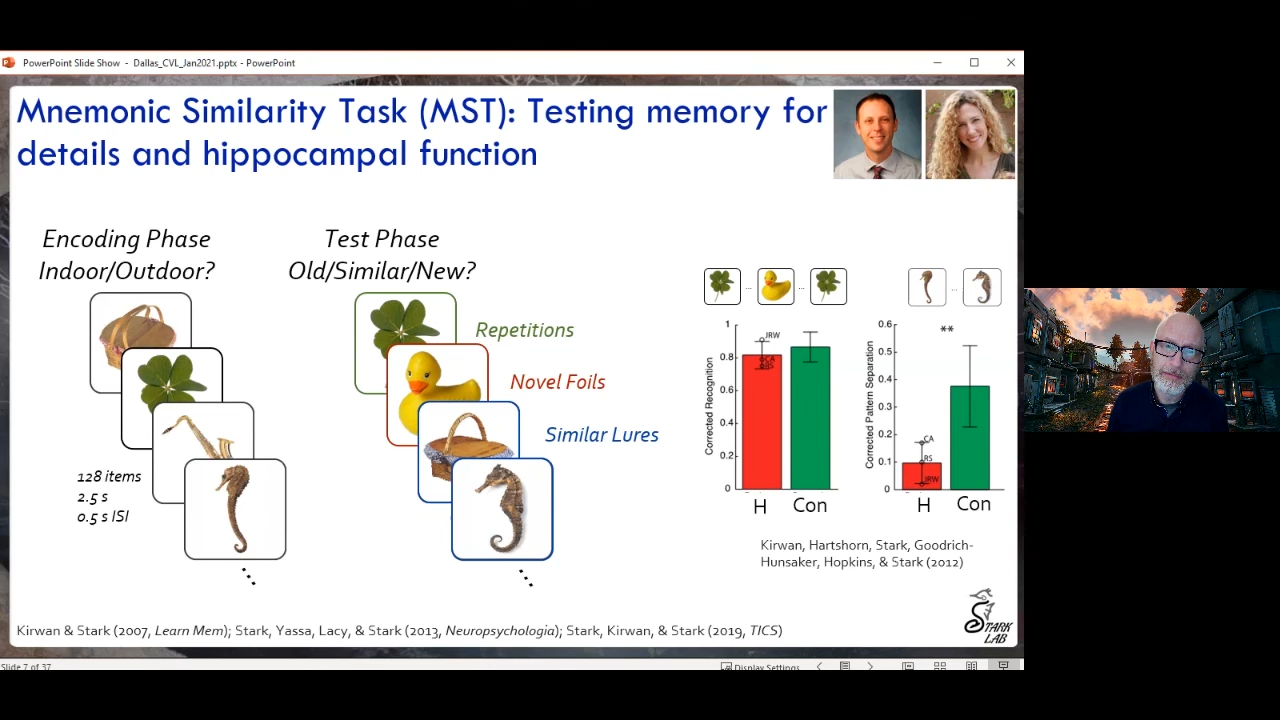 PowerPoint Slide Show - Dallas_CVL_Jan2021.pptx - PowerPoint
Mnemonic Similarity Task (MST): Testing memory for
details and hippocampal function
Encoding Phase
Indoor/Outdoor?
128 items
2.5 s
0.5 s ISI
Test Phase
Old/Similar/New?
Repetitions
Novel Foils
Similar Lures
Corrected Recognition
1
0.8
0.6
0.4
0.2
0
JRW
CA
RS
H
Con
Corrected Pattern Separation
0.6
0.5
0.4
0.3
0.2
0.1
0
**
CA
RS
JRW
H
Con
Kirwan, Hartshorn, Stark, Goodrich-
Hunsaker, Hopkins, & Stark (2012)
Kirwan & Stark (2007, Learn Mem); Stark, Yassa, Lacy, & Stark (2013, Neuropsychologia); Stark, Kirwan, & Stark (2019, TICS)
STARK
LAB
Slide 7 of 37
Display Settings